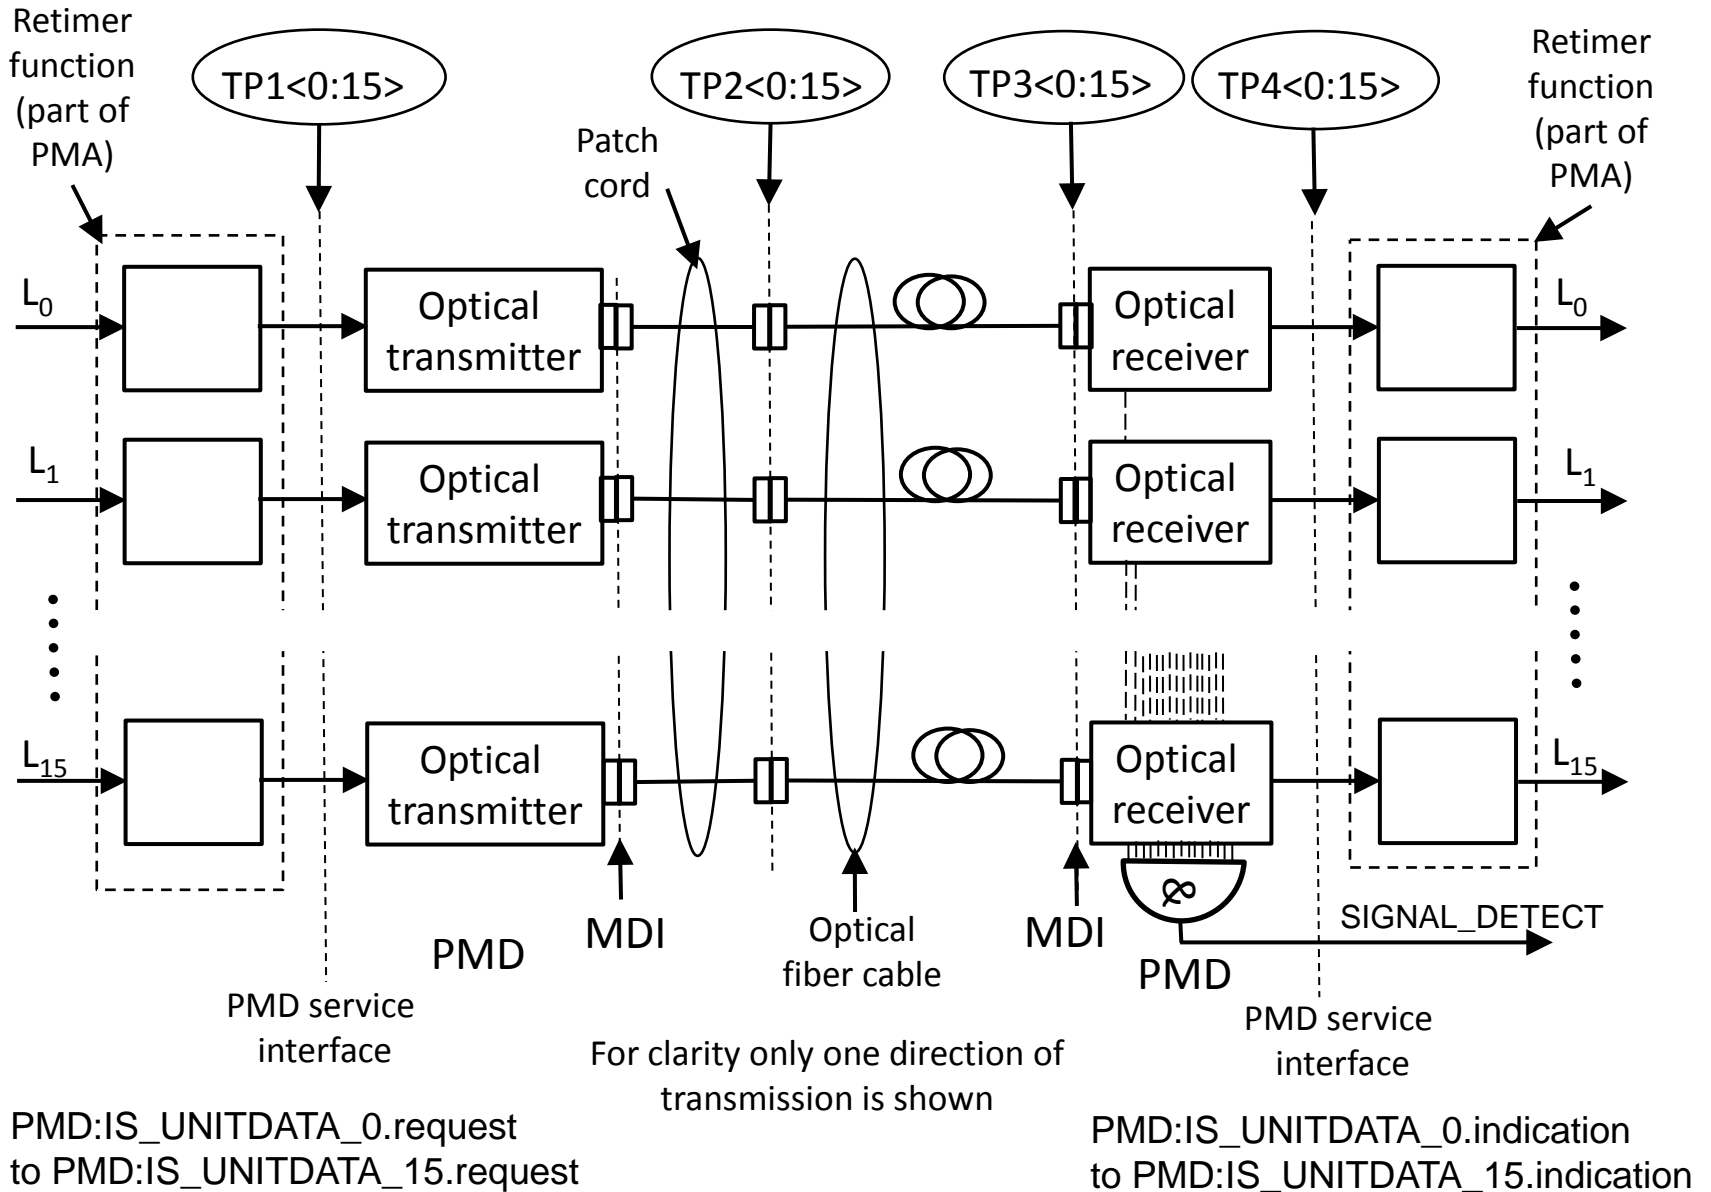 Retimer
function
(part of
PMA)
TP1<0:15>
TP2<0:15>
TP3<0:15>
TP4<0:15>
Retimer
function
(part of
PMA)
Patch
cord
L0
Optical
transmitter
Optical
receiver
L0
L1
Optical
transmitter
Optical
receiver
L1
L15
Optical
transmitter
Optical
receiver
L15
&
SIGNAL_DETECT
MDI
MDI
PMD
PMD
Optical
fiber cable
PMD service
interface
PMD service
interface
For clarity only one direction of
transmission is shown
PMD:IS_UNITDATA_0.request
to PMD:IS_UNITDATA_15.request
PMD:IS_UNITDATA_0.indication
to PMD:IS_UNITDATA_15.indication